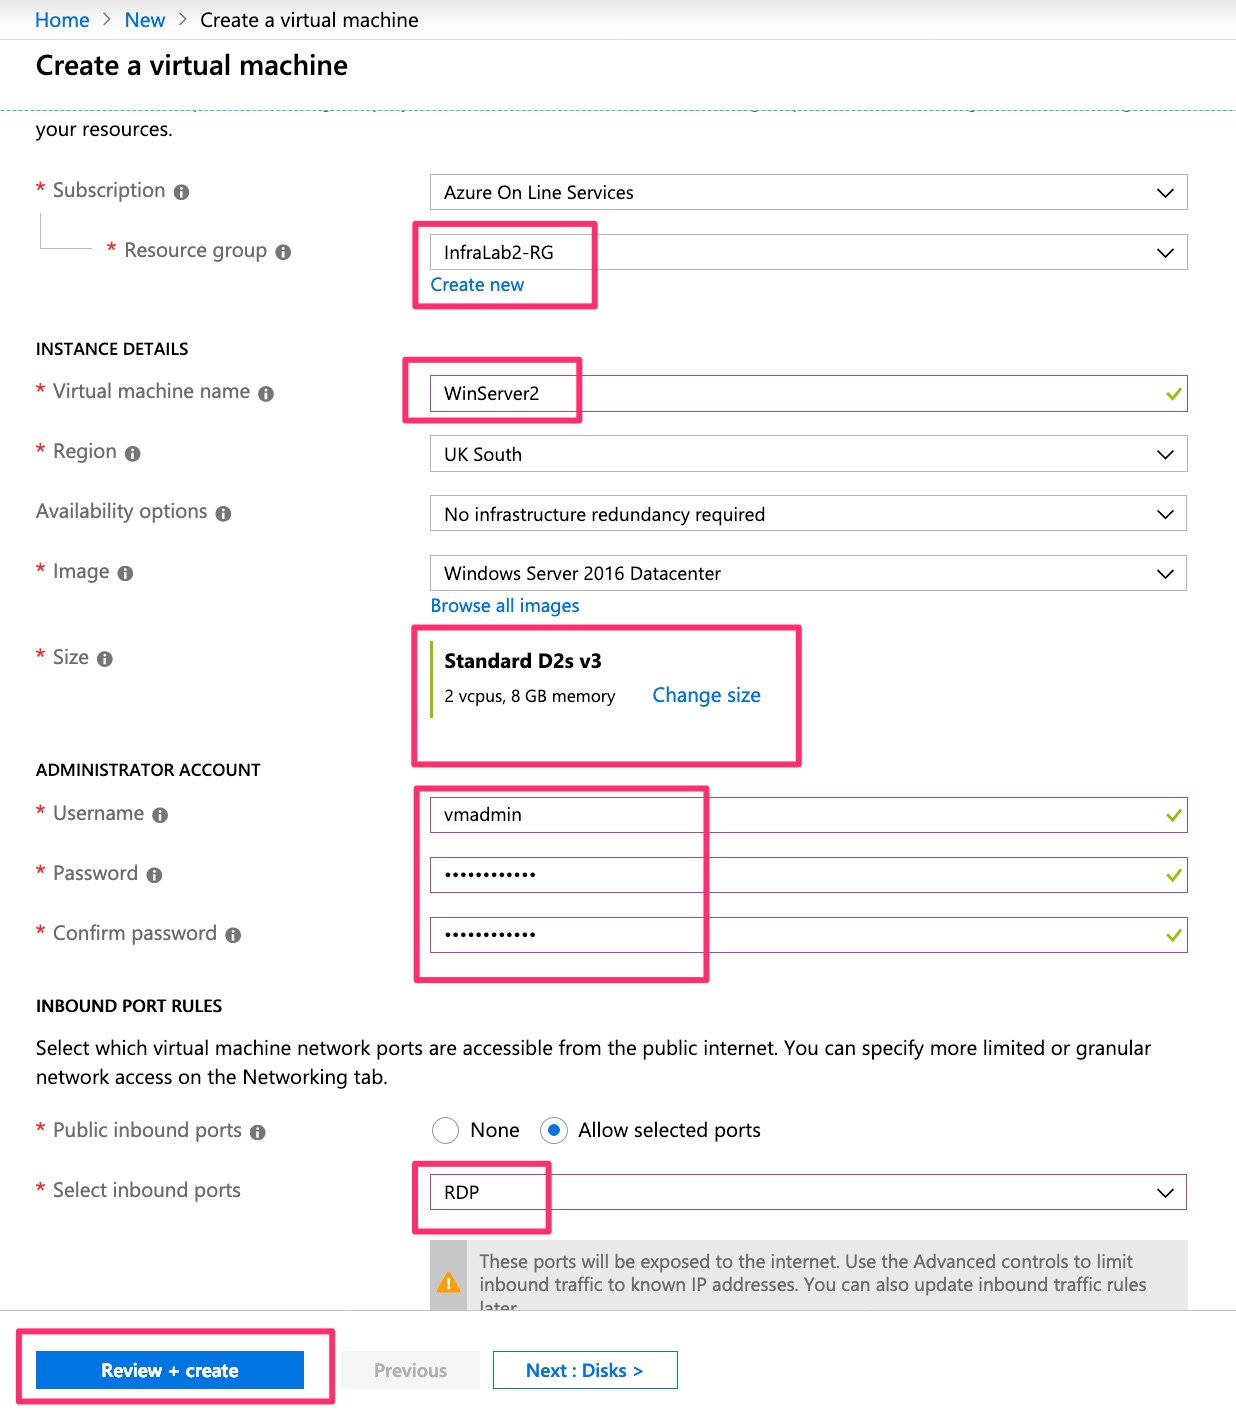 Home > New > Create a virtual machine
Create a virtual machine
your resources.
* Subscription
Azure On Line Services
* Resource group
InfraLab2-RG
Create new
INSTANCE DETAILS
* Virtual machine name
WinServer2
* Region
UK South
Availability options
No infrastructure redundancy required
* Image
Windows Server 2016 Datacenter
Browse all images
* Size
Standard D2s v3
2 vcpus, 8 GB memory Change size
ADMINISTRATOR ACCOUNT
* Username
vmadmin
* Password
••••••••••••
* Confirm password
••••••••••••
INBOUND PORT RULES
Select which virtual machine network ports are accessible from the public internet. You can specify more limited or granular
network access on the Networking tab.
* Public inbound ports
None Allow selected ports
* Select inbound ports
RDP
These ports will be exposed to the internet. Use the Advanced controls to limit
inbound traffic to known IP addresses. You can also update inbound traffic rules
later.
Review + create Previous Next : Disks >